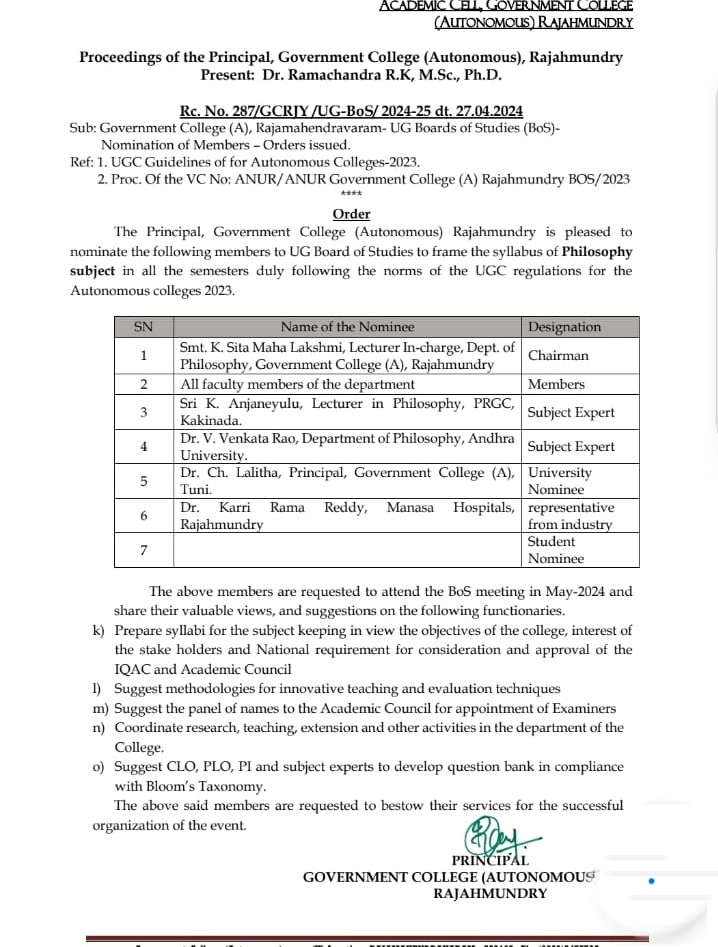 ACADEMIC CELL, GOVERNMENT COLLEGE
(AUTONOMOUS) RAJAHMUNDRY
Proceedings of the Principal, Government College (Autonomous), Rajahmundry
Present: Dr. Ramachandra R.K, M.Sc., Ph.D.
Rc. No. 287/GCRJY /UG-BoS/ 2024-25 dt. 27.04.2024
Sub: Government College (A), Rajamahendravaram- UG Boards of Studies (BoS)-
Nomination of Members – Orders issued.
Ref: 1. UGC Guidelines of for Autonomous Colleges-2023.
2. Proc. Of the VC No: ANUR/ANUR Government College (A) Rajahmundry BOS/2023
****
Order
The Principal, Government College (Autonomous) Rajahmundry is pleased to
nominate the following members to UG Board of Studies to frame the syllabus of Philosophy
subject in all the semesters duly following the norms of the UGC regulations for the
Autonomous colleges 2023.
SN Name of the Nominee Designation
1 Smt. K. Sita Maha Lakshmi, Lecturer In-charge, Dept. of
Philosophy, Government College (A), Rajahmundry Chairman
2 All faculty members of the department Members
3 Sri K. Anjaneyulu, Lecturer in Philosophy, PRGC,
Kakinada. Subject Expert
4 Dr. V. Venkata Rao, Department of Philosophy, Andhra
University. Subject Expert
5 Dr. Ch. Lalitha, Principal, Government College (A), University
Tuni. Nominee
6 Dr. Karri Rama Reddy, Manasa Hospitals, representative
Rajahmundry from industry
7 Student
Nominee
The above members are requested to attend the BoS meeting in May-2024 and
share their valuable views, and suggestions on the following functionaries.
k) Prepare syllabi for the subject keeping in view the objectives of the college, interest of
the stake holders and National requirement for consideration and approval of the
IQAC and Academic Council
l) Suggest methodologies for innovative teaching and evaluation techniques
m) Suggest the panel of names to the Academic Council for appointment of Examiners
n) Coordinate research, teaching, extension and other activities in the department of the
College.
o) Suggest CLO, PLO, PI and subject experts to develop question bank in compliance
with Bloom's Taxonomy.
The above said members are requested to bestow their services for the successful
organization of the event.
PRINCIPAL
GOVERNMENT COLLEGE (AUTONOMOUS
RAJAHMUNDRY